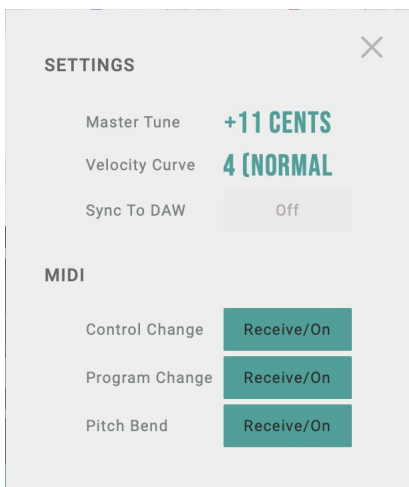 SETTINGS
Master Tune +11 CENTS
Velocity Curve 4 (NORMAL
Sync To DAW Off
MIDI
Control Change Receive/On
Program Change Receive/On
Pitch Bend Receive/On